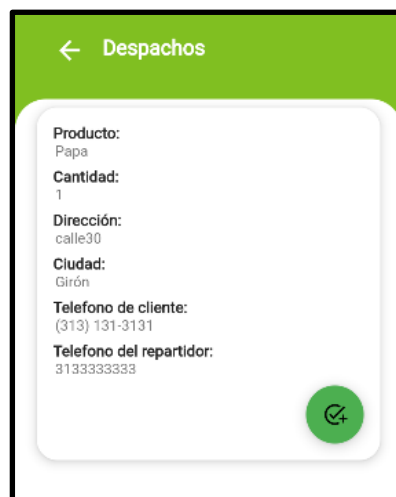 Despachos
Producto:
Papa
Cantidad:
1
Dirección:
calle30
Ciudad:
Girón
Telefono de cliente:
(313) 131-3131
Telefono del repartidor:
3133333333